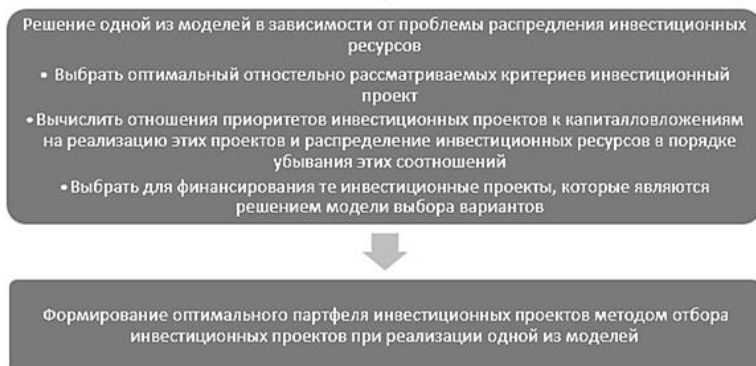 Решение одной из моделей в зависимости от проблемы распредления инвестиционных
ресурсов
• Выбрать оптимальный отностельно рассматриваемых критериев инвестиционный
проект
• Вычислить отношения приоритетов инвестиционных проектов к капиталловложениям
на реализацию этих проектов и распределение инвестиционных ресурсов в порядке
убывания этих соотношений
• Выбрать для финансирования те инвестиционные проекты, которые являются
решением модели выбора вариантов
Формирование оптимального партфеля инвестиционных проектов методом отбора
инвестиционных проектов при реализации одной из моделей